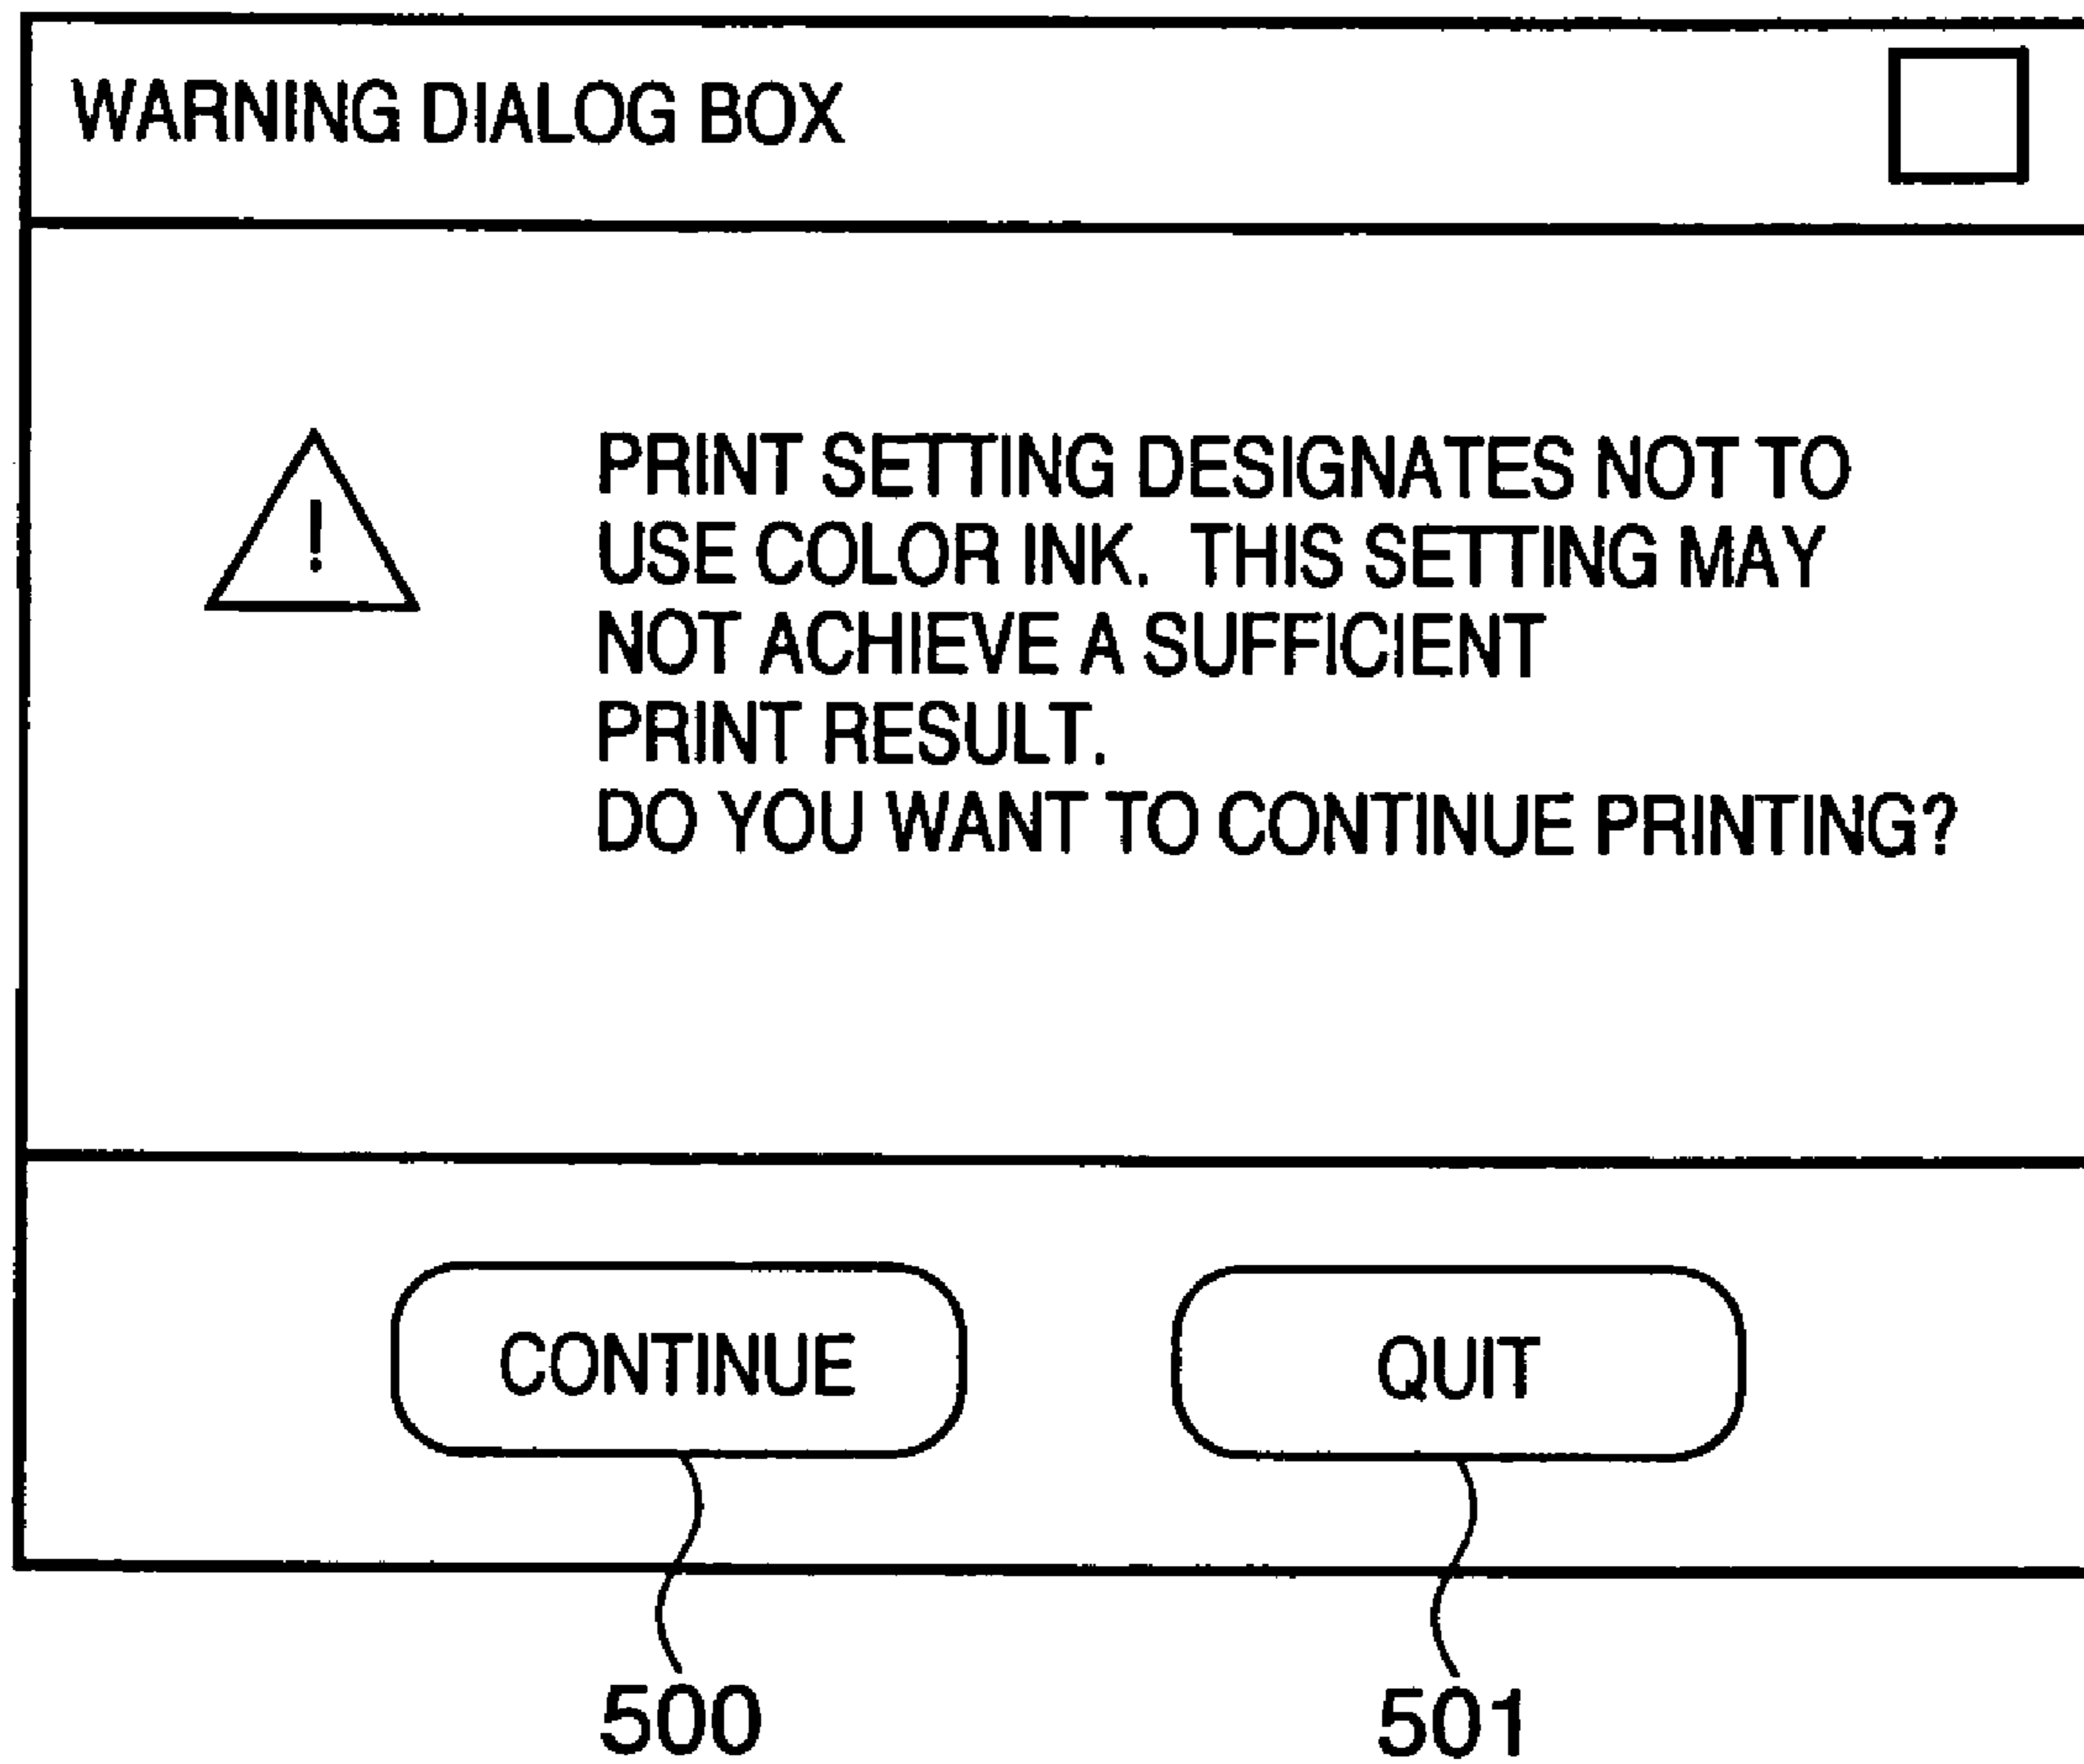 WARNING DIALOG BOX
!
PRINT SETTING DESIGNATES NOT TO
USE COLOR INK. THIS SETTING MAY
NOT ACHIEVE A SUFFICIENT
PRINT RESULT.
DO YOU WANT TO CONTINUE PRINTING?
CONTINUE QUIT
500 501